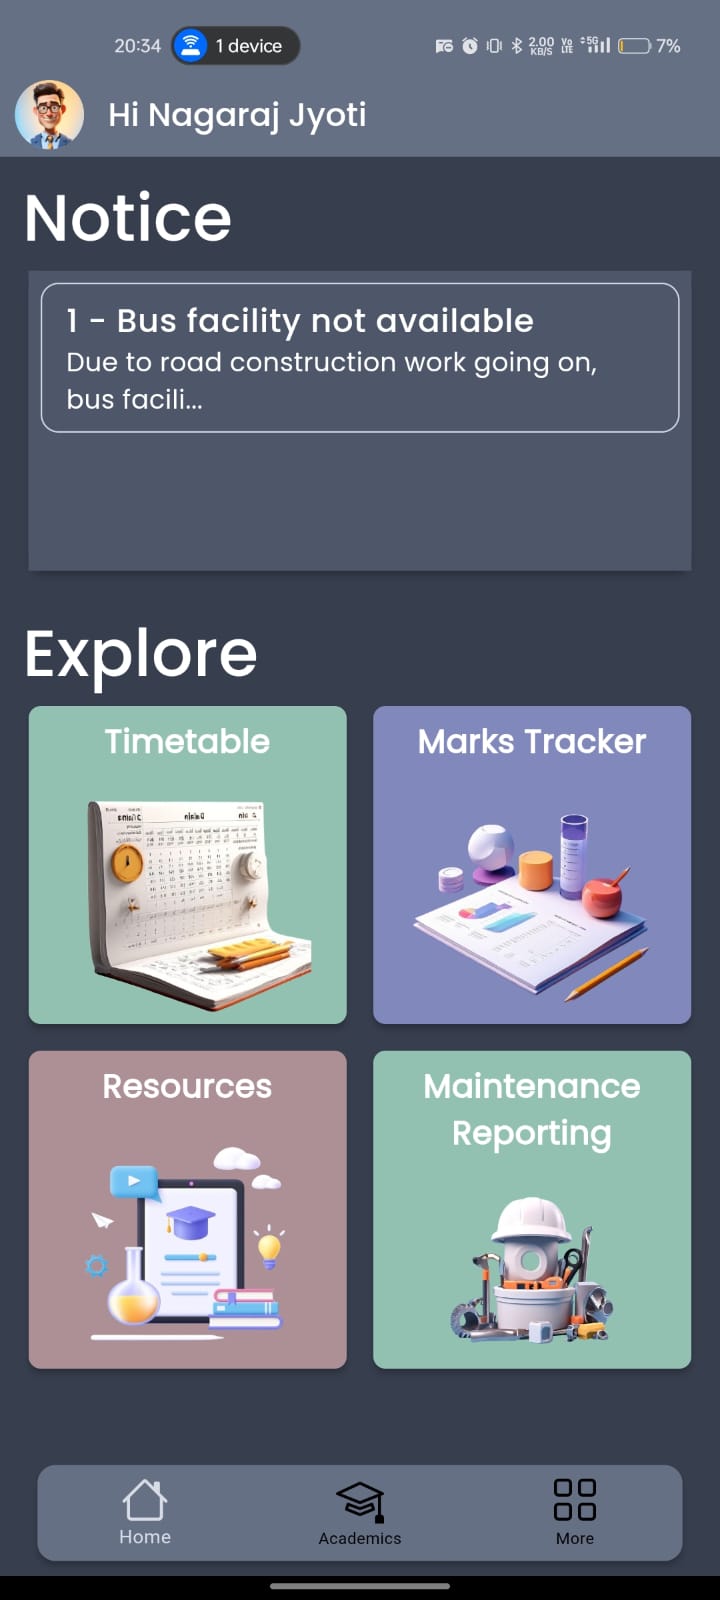 20:34 1 device 2.00 KB/S Vo LTE 5G 7%
Hi Nagaraj Jyoti
Notice
1 - Bus facility not available
Due to road construction work going on,
bus facili...
Explore
Timetable
Marks Tracker
Resources
Maintenance
Reporting
Home
Academics
More